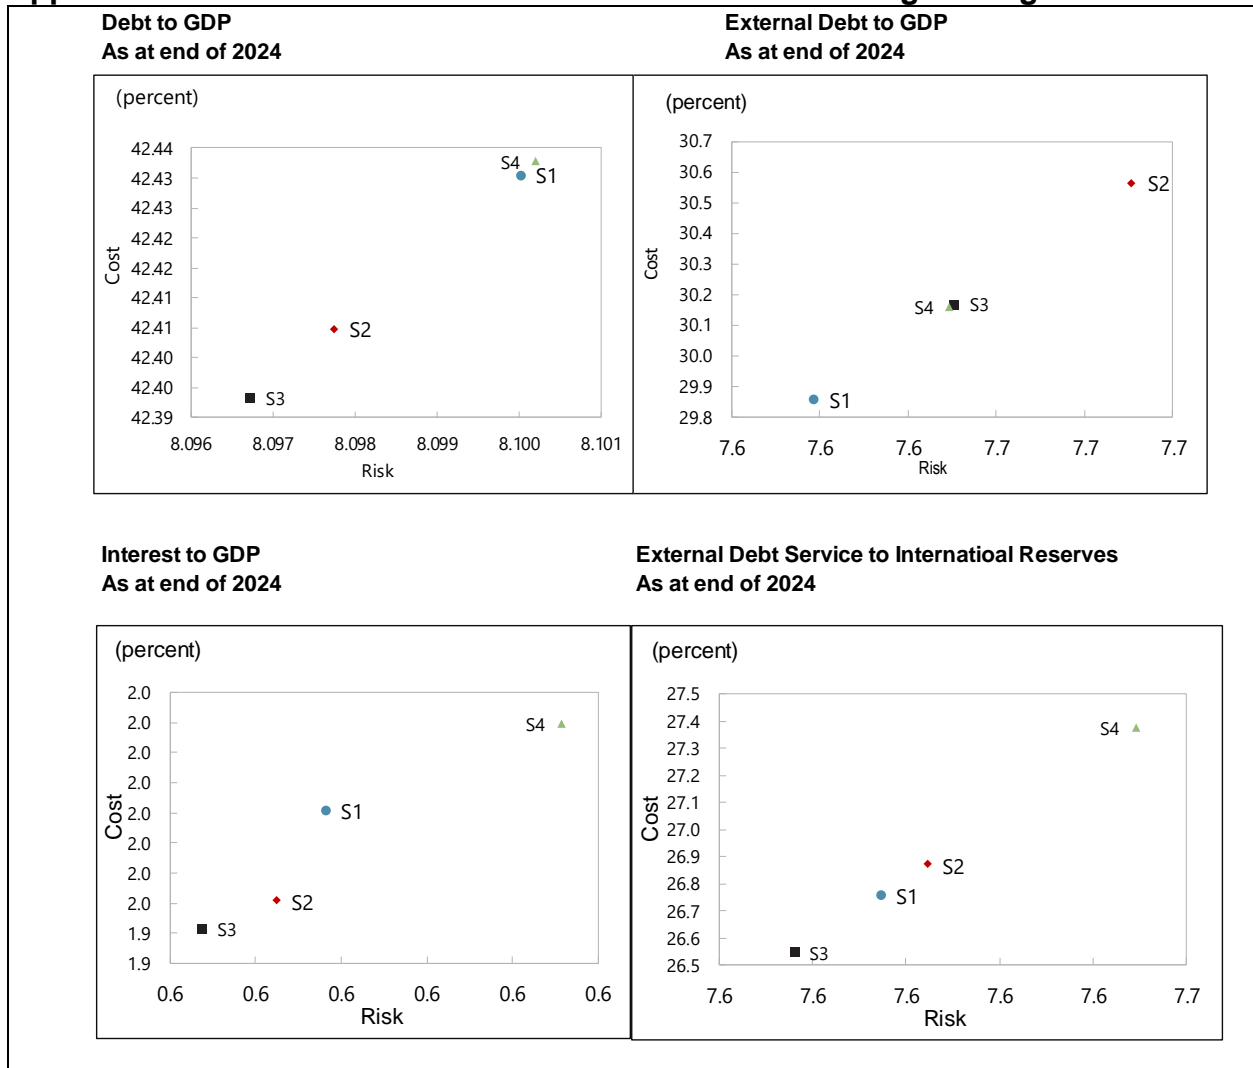 Debt to GDP
As at end of 2024
(percent)
42.44
42.43
42.43
42.42
42.42
42.41
42.41
42.40
42.40
42.39
Cost
S4
S1
S2
S3
8.096 8.097 8.098 8.099 8.100 8.101
Risk
External Debt to GDP
As at end of 2024
(percent)
30.7
30.6
30.5
30.4
30.3
30.2
30.1
30.0
29.9
29.8
Cost
S2
S4
S3
S1
7.6 7.6 7.6 7.7 7.7 7.7
Risk
Interest to GDP
As at end of 2024
(percent)
2.0
2.0
2.0
2.0
2.0
2.0
2.0
2.0
1.9
1.9
Cost
S4
S1
S2
S3
0.6 0.6 0.6 0.6 0.6 0.6
Risk
External Debt Service to Internatioal Reserves
As at end of 2024
(percent)
27.5
27.4
27.3
27.2
27.1
27.0
26.9
26.8
26.7
26.6
26.5
Cost
S4
S2
S1
S3
7.6 7.6 7.6 7.6 7.6 7.7
Risk